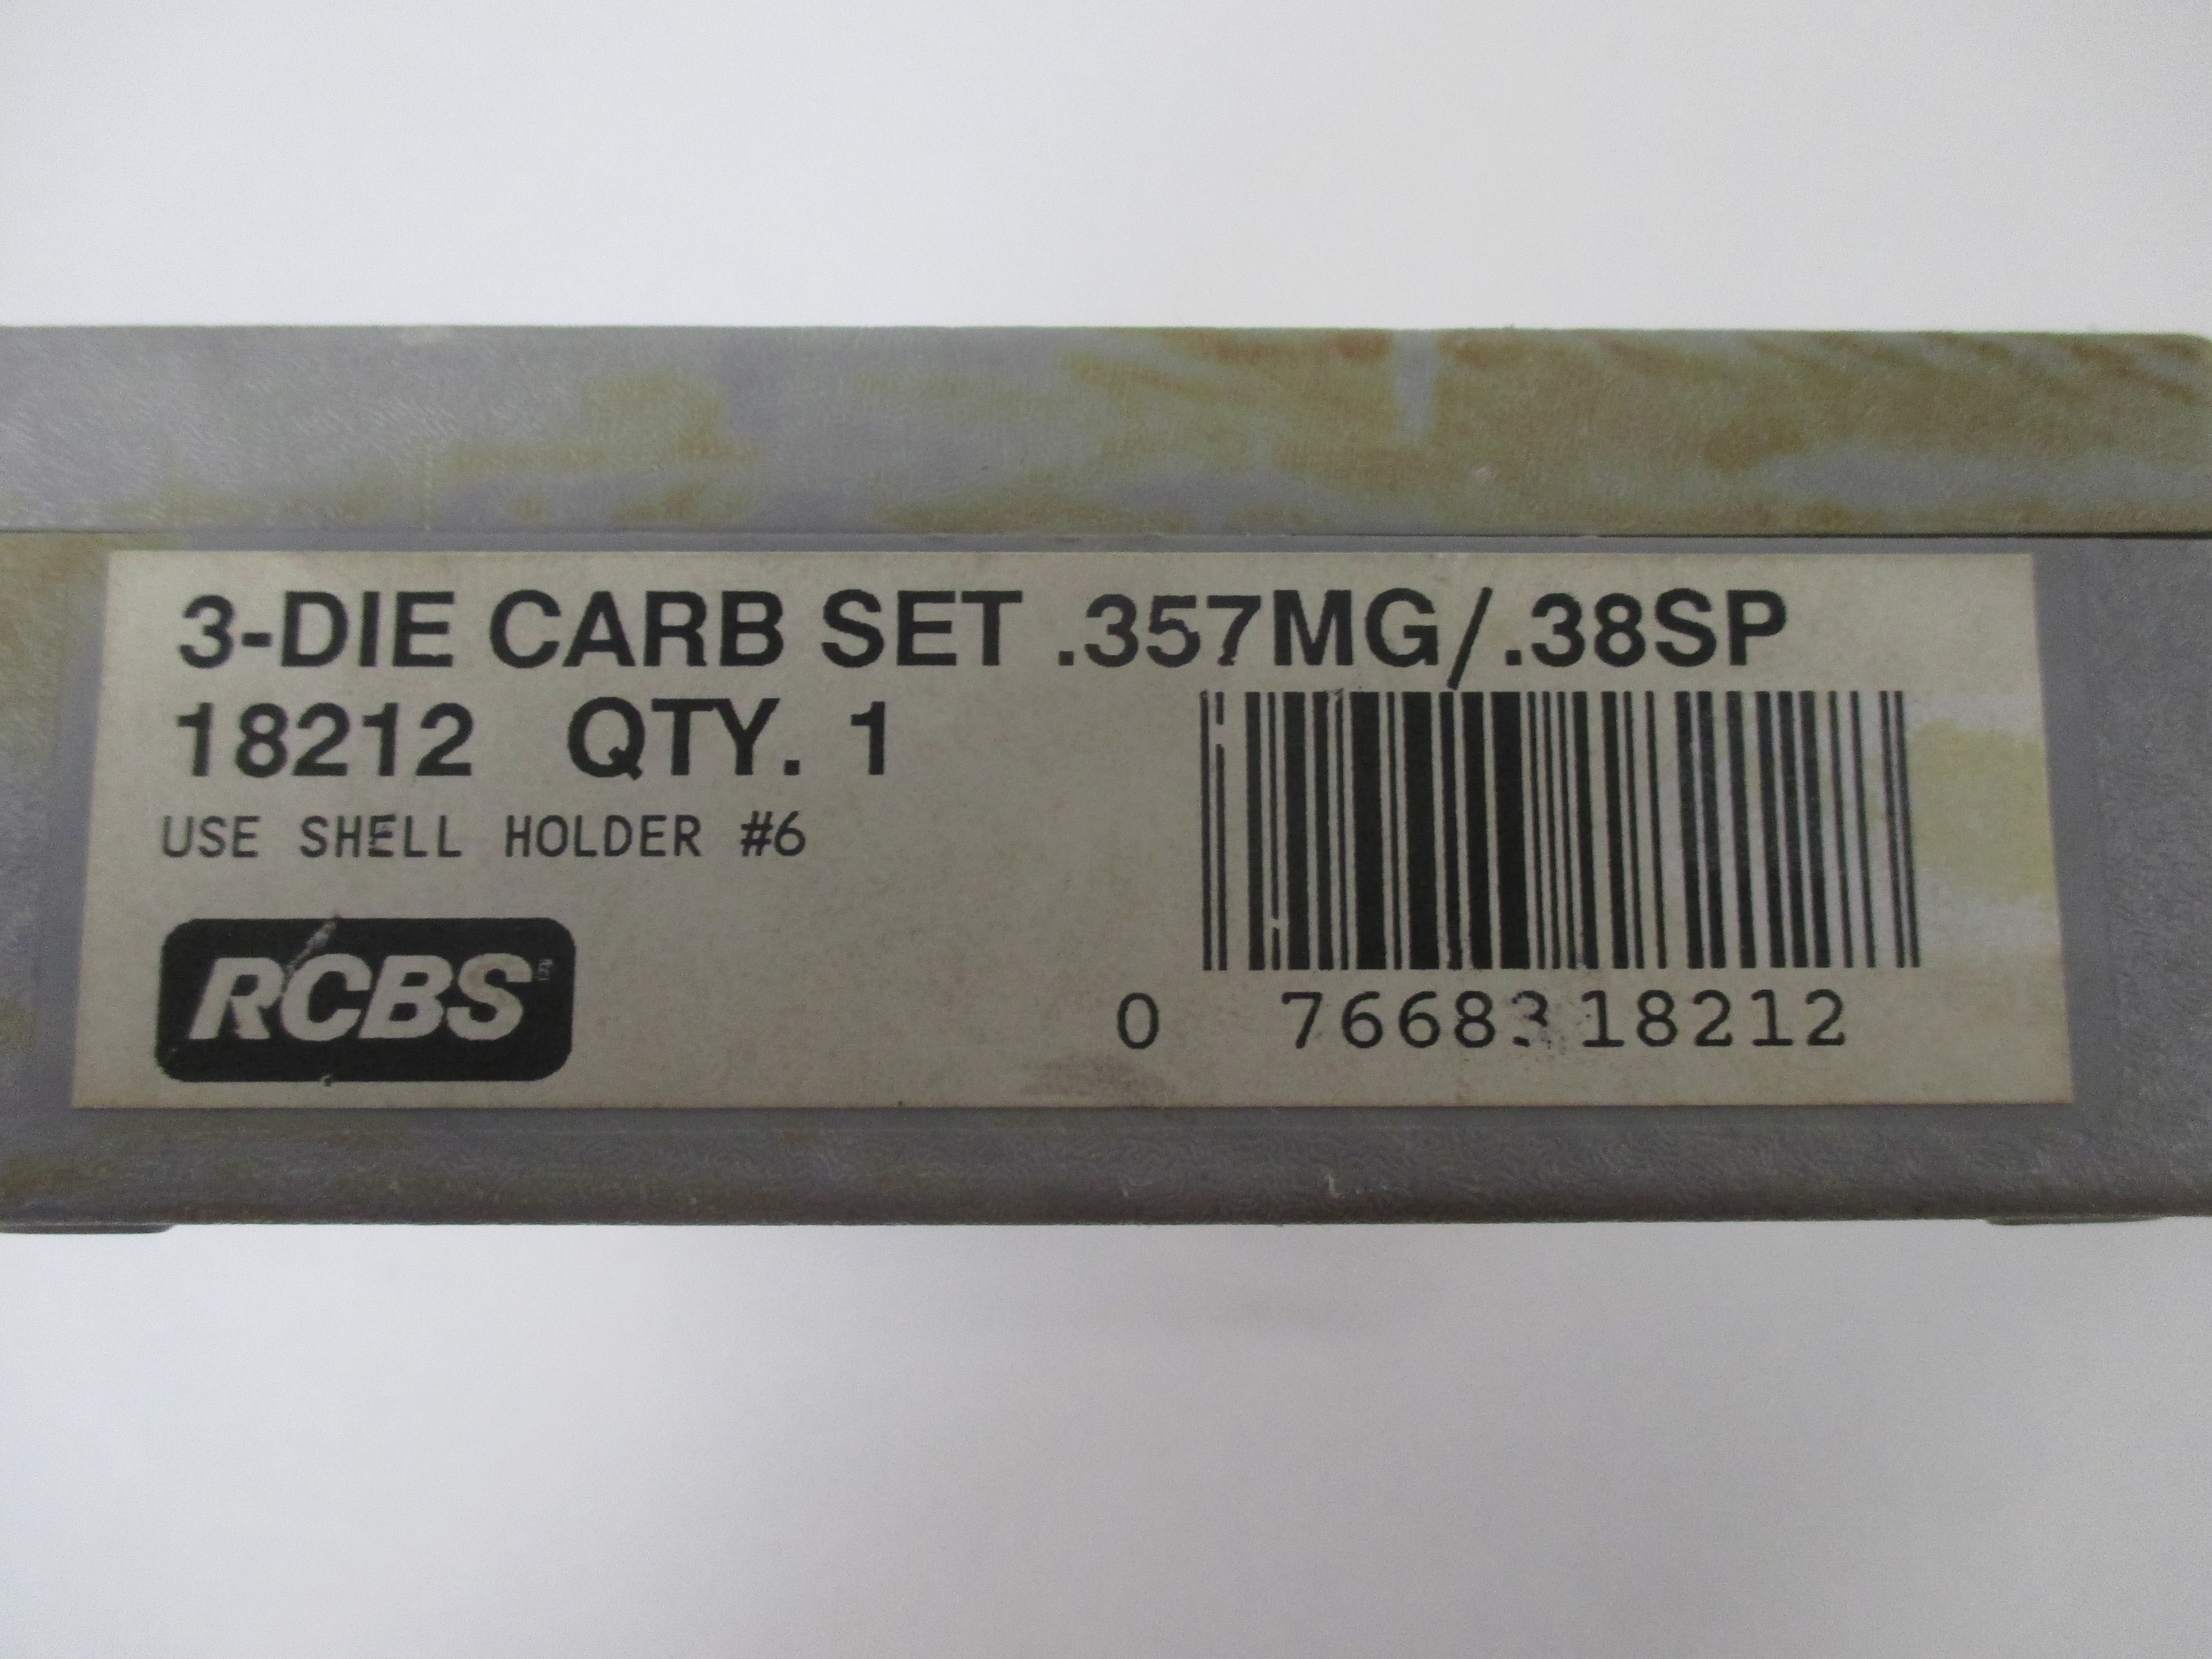 3-DIE CARB SET .357MG/.38SP
18212 QTY. 1
USE SHELL HOLDER #6
RCBS
0 76683 18212